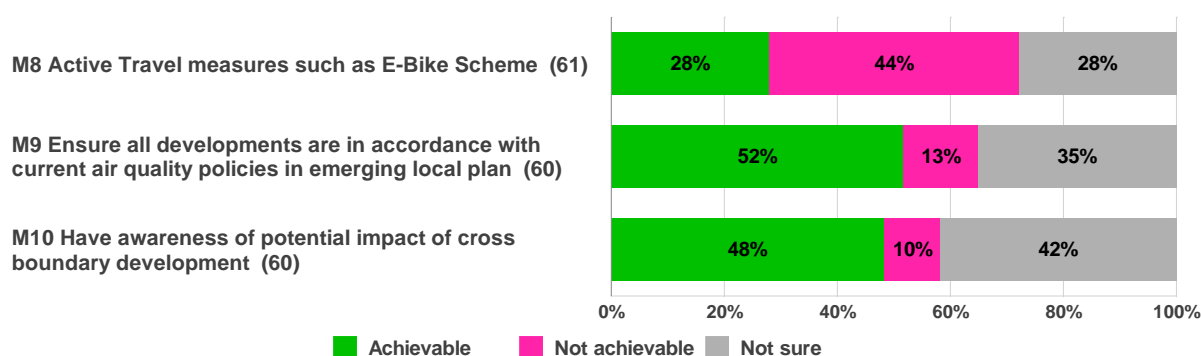 M8 Active Travel measures such as E-Bike Scheme (61)
28%
44%
28%
M9 Ensure all developments are in accordance with
current air quality policies in emerging local plan (60)
52%
13%
35%
M10 Have awareness of potential impact of cross
boundary development (60)
48%
10%
42%
0% 20% 40% 60% 80% 100%
Achievable Not achievable Not sure